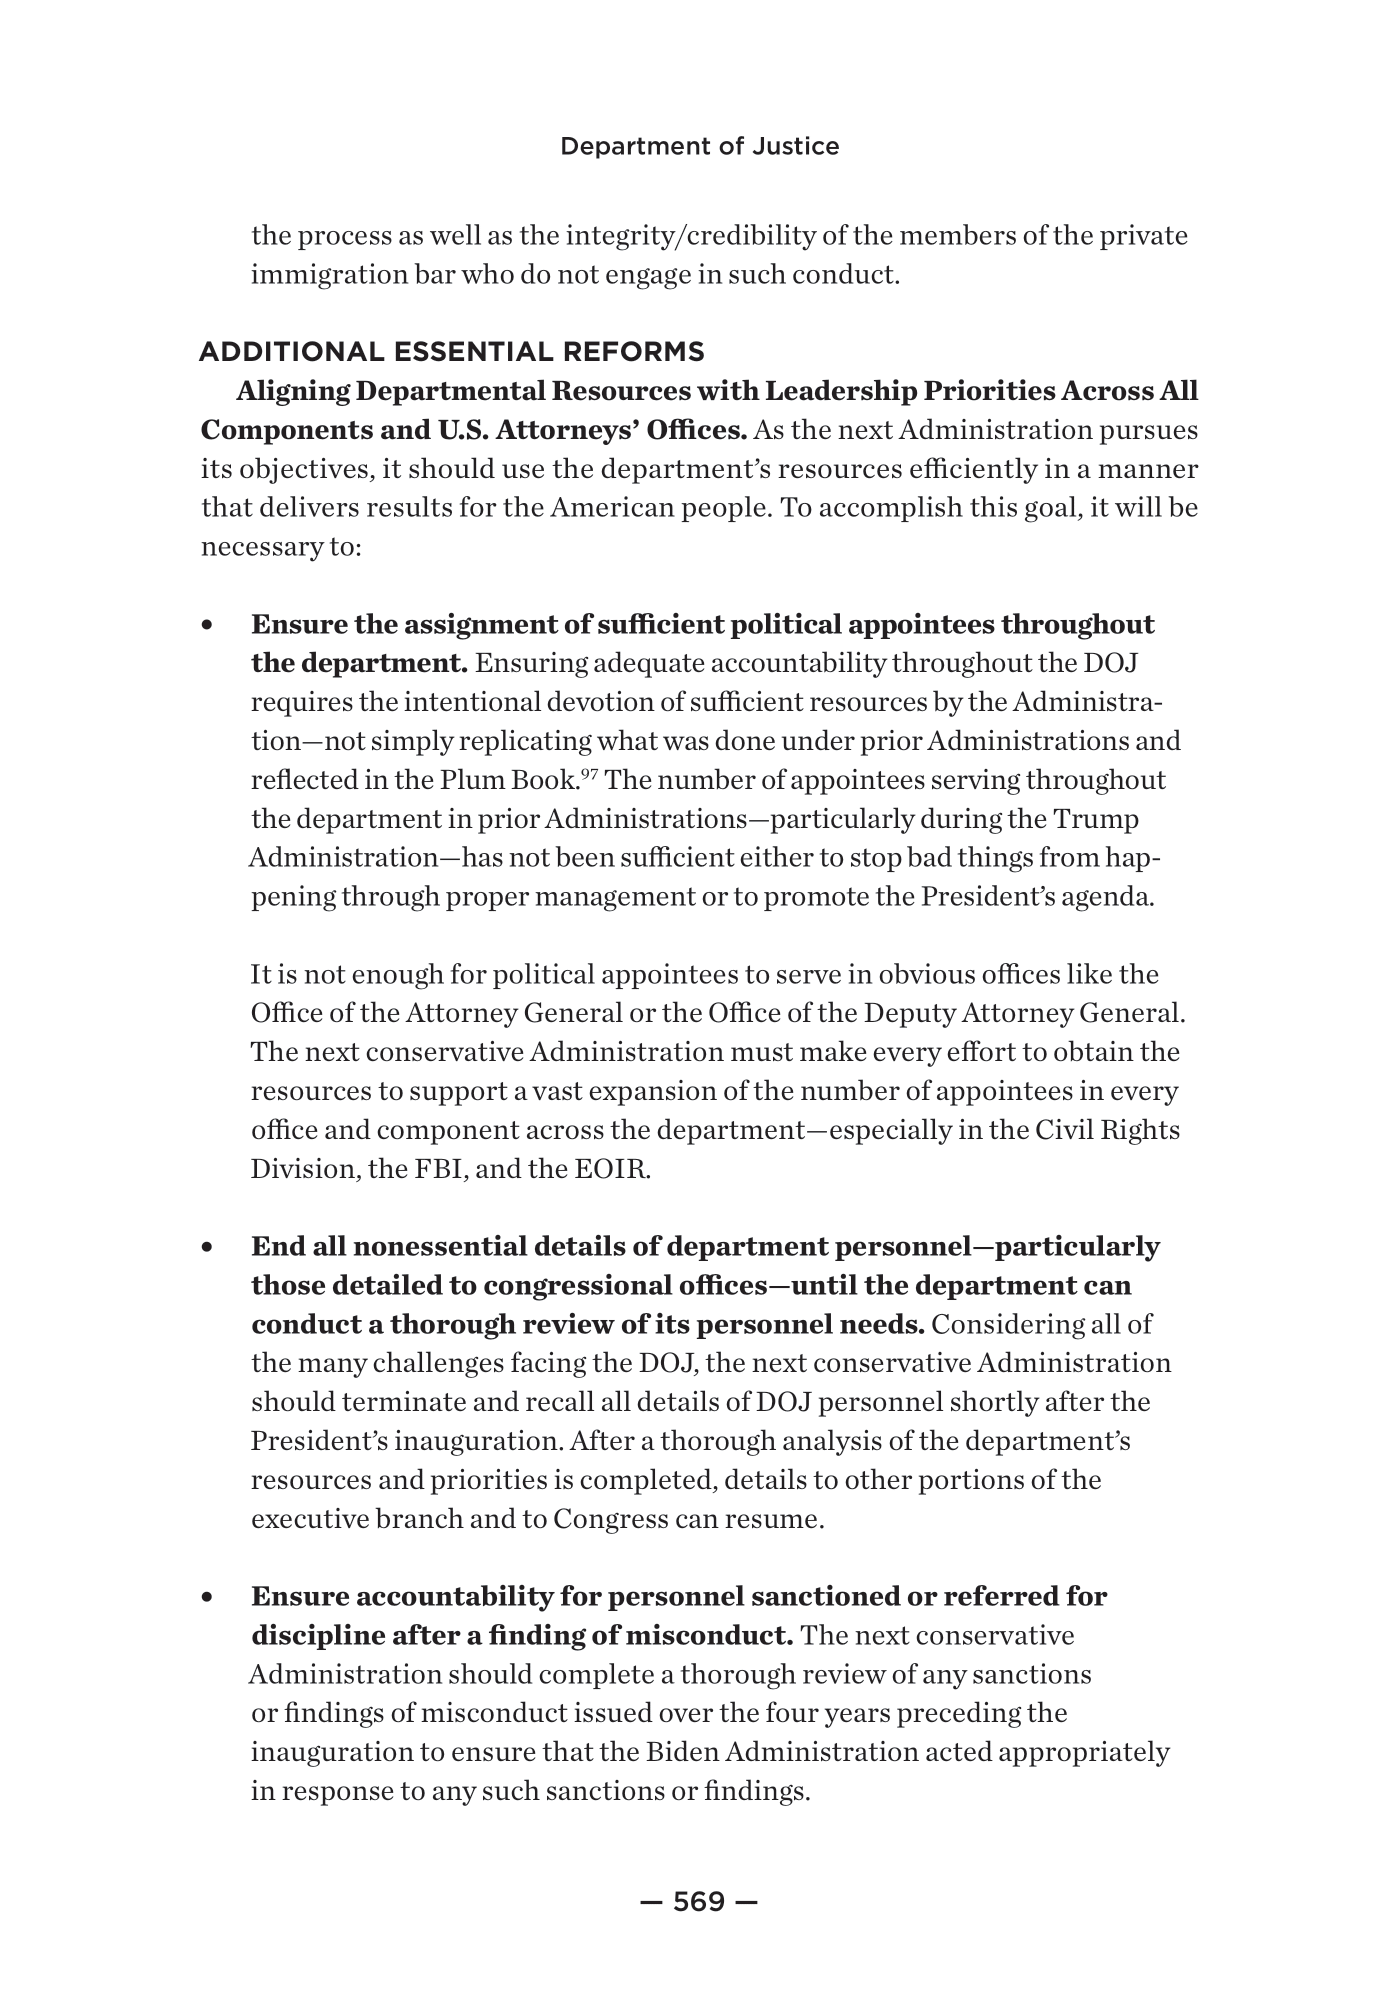 Department of Justice
the process as well as the integrity/credibility of the members of the private
immigration bar who do not engage in such conduct.
ADDITIONAL ESSENTIAL REFORMS
Aligning Departmental Resources with Leadership Priorities Across All
Components and U.S. Attorneys’ Offices. As the next Administration pursues
its objectives, it should use the department’s resources efficiently in a manner
that delivers results for the American people. To accomplish this goal, it will be
necessary to:
• Ensure the assignment of sufficient political appointees throughout
the department. Ensuring adequate accountability throughout the DOJ
requires the intentional devotion of sufficient resources by the Administra-
tion—not simply replicating what was done under prior Administrations and
reflected in the Plum Book.97 The number of appointees serving throughout
the department in prior Administrations—particularly during the Trump
Administration—has not been sufficient either to stop bad things from hap-
pening through proper management or to promote the President’s agenda.
It is not enough for political appointees to serve in obvious offices like the
Office of the Attorney General or the Office of the Deputy Attorney General.
The next conservative Administration must make every effort to obtain the
resources to support a vast expansion of the number of appointees in every
office and component across the department—especially in the Civil Rights
Division, the FBI, and the EOIR.
• End all nonessential details of department personnel—particularly
those detailed to congressional offices—until the department can
conduct a thorough review of its personnel needs. Considering all of
the many challenges facing the DOJ, the next conservative Administration
should terminate and recall all details of DOJ personnel shortly after the
President’s inauguration. After a thorough analysis of the department’s
resources and priorities is completed, details to other portions of the
executive branch and to Congress can resume.
• Ensure accountability for personnel sanctioned or referred for
discipline after a finding of misconduct. The next conservative
Administration should complete a thorough review of any sanctions
or findings of misconduct issued over the four years preceding the
inauguration to ensure that the Biden Administration acted appropriately
in response to any such sanctions or findings.
— 569 —